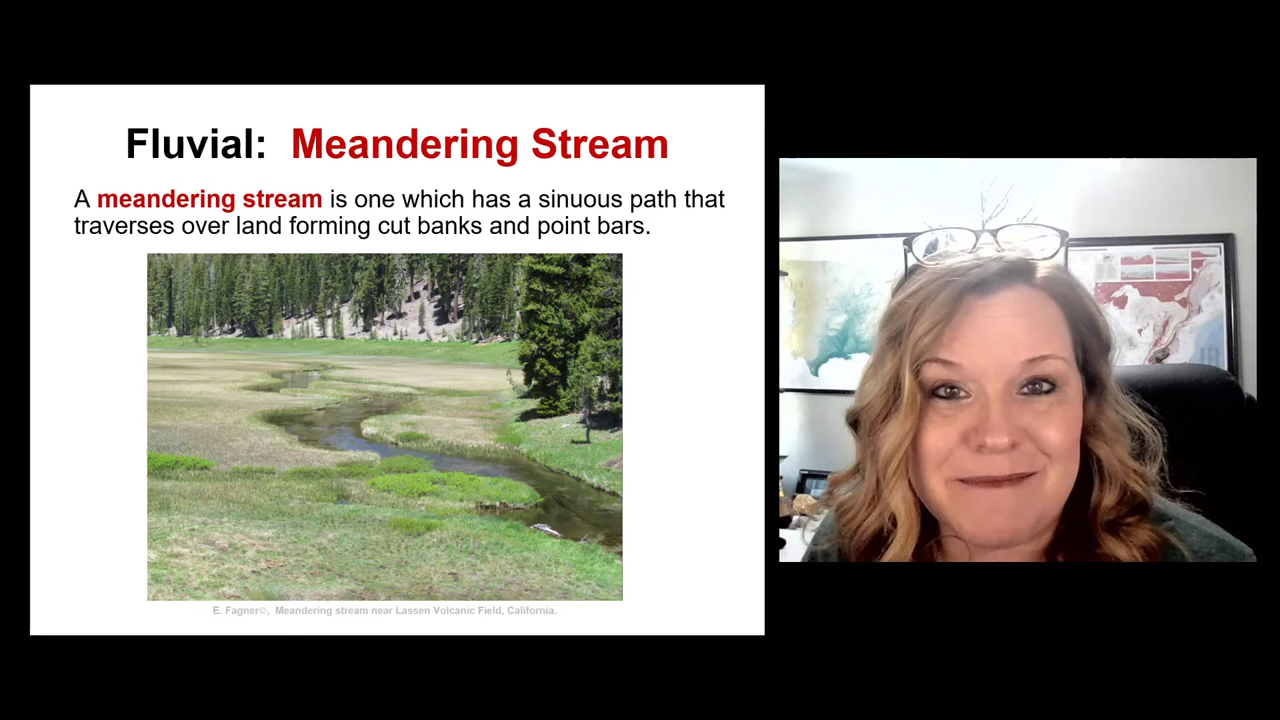 Fluvial: Meandering Stream
A meandering stream is one which has a sinuous path that
traverses over land forming cut banks and point bars.
E. Fagner©, Meandering stream near Lassen Volcanic Field, California.